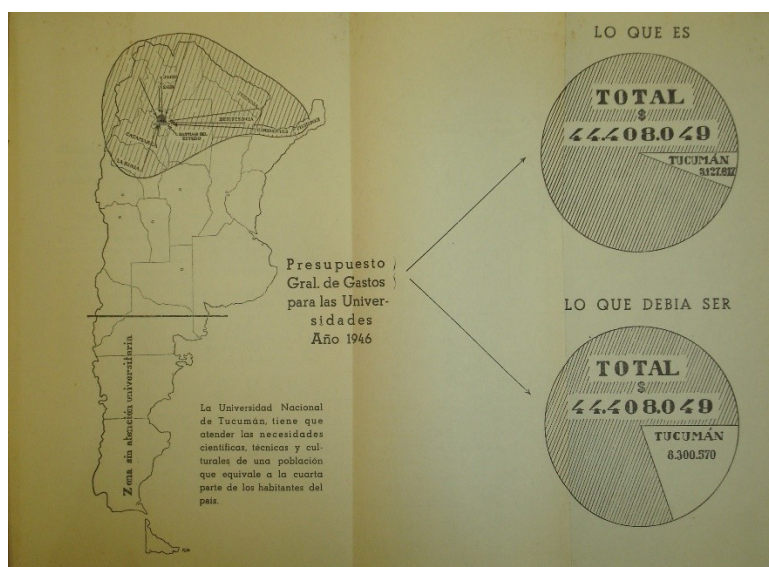 LO QUE ES
TOTAL
$
44.408.049
TUCUMÁN
3.127.617
RESISTENCIA
CORRIENTES
SANTIAGO DEL
ESTERO
CATAMARCA
LA RIOJA
Presupuesto
Gral. de Gastos
para las Univer-
sidades
Año 1946
LO QUE DEBIA SER
TOTAL
$
44.408.049
TUCUMÁN
8.300.570
Zona sin atención universitaria
La Universidad Nacional
de Tucumán, tiene que
atender las necesidades
científicas, técnicas y cul-
turales de una población
que equivale a la cuarta
parte de los habitantes del
país.